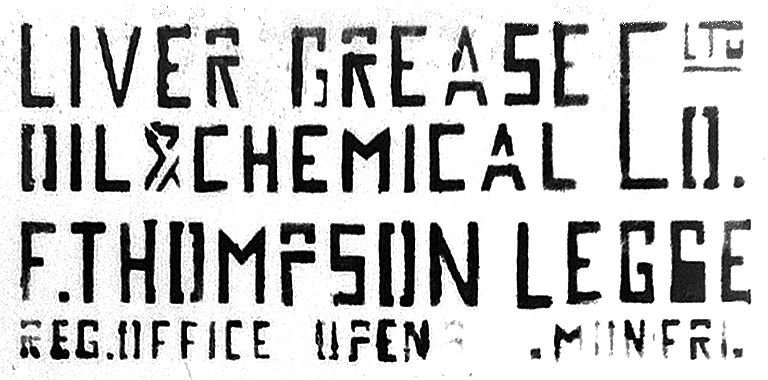 LIVER GREASE
OIL & CHEMICAL Co. LTD
F. THOMPSON LEGGE
REG. OFFICE OPEN . MON FRI.